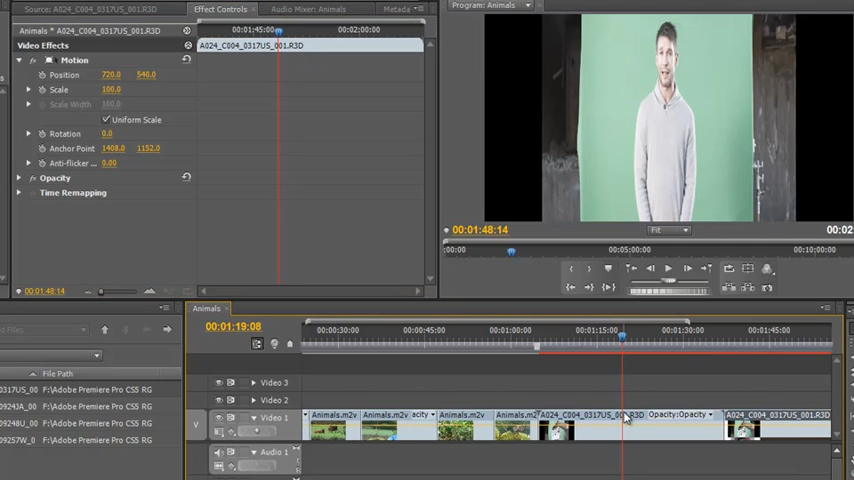 Source: A024_C004_0317US_001.R3D
Effect Controls
Audio Mixer: Animals
Metada
Program: Animals
Animals * A024_C004_0317US_001.R3D
00:01:45:00
00:02:00:00
Video Effects
A024_C004_0317US_001.R3D
fx Motion
Position 720.0 540.0
Scale 100.0
Scale Width 100.0
Uniform Scale
Rotation 0.0
Anchor Point 1408.0 1152.0
Anti-flicker ... 0.00
fx Opacity
Time Remapping
00:01:48:14
Fit
00:02
:00:00
00:05:00:00
00:10:00:00
00:01:48:14
Animals
00:01:19:08
00:00:30:00
00:00:45:00
00:01:00:00
00:01:15:00
00:01:30:00
00:01:45:00
File Path
0317US_00 F:\Adobe Premiere Pro CS5 RG
0924JA_00 F:\Adobe Premiere Pro CS5 RG
09248U_00 F:\Adobe Premiere Pro CS5 RG
09257W_0 F:\Adobe Premiere Pro CS5 RG
Video 3
Video 2
V
Video 1
Animals.m2v
Animals.m2v acity
Animals.m2v
Animals.m2v
A024_C004_0317US_001.R3D Opacity:Opacity
A024_C004_0317US_001.R3D
Audio 1